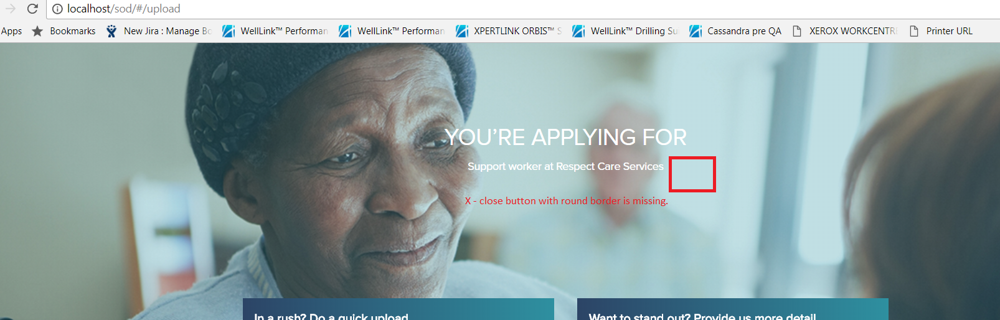 localhost/sod/#/upload
Apps Bookmarks New Jira : Manage Bo WellLink™ Performan WellLink™ Performan XPERTLINK ORBIS™ S WellLink™ Drilling Su Cassandra pre QA XEROX WORKCENTRE Printer URL
YOU’RE APPLYING FOR
Support worker at Respect Care Services
X - close button with round border is missing.
In a rush? Do a quick upload
Want to stand out? Provide us more detail